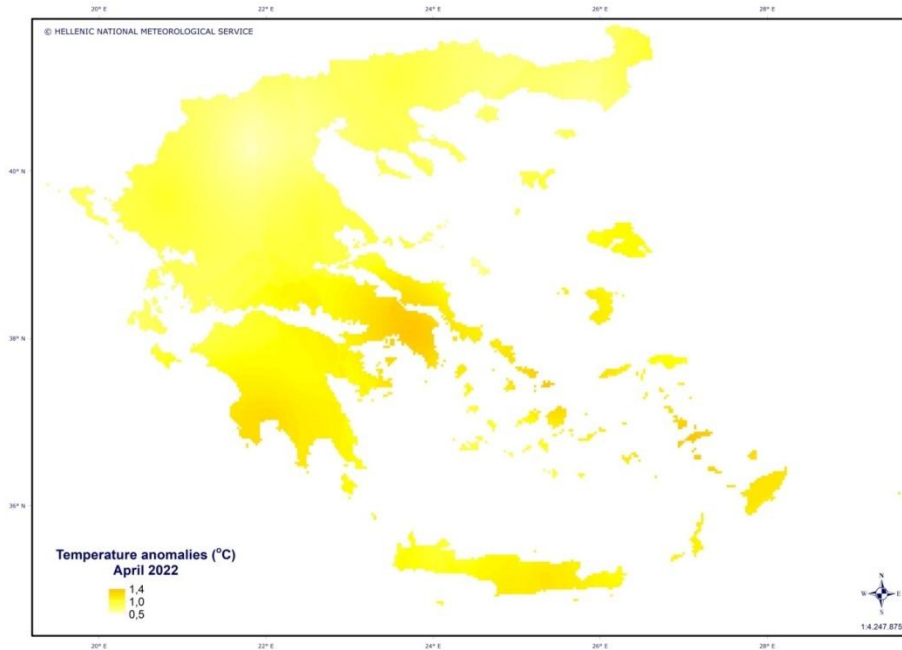 20° E 22° E 24° E 26° E 28° E
© HELLENIC NATIONAL METEOROLOGICAL SERVICE
40° N
38° N
36° N
Temperature anomalies (°C)
April 2022
1,4
1,0
0,5
N
W E
S
1:4.247.875
20° E 22° E 24° E 26° E 28° E